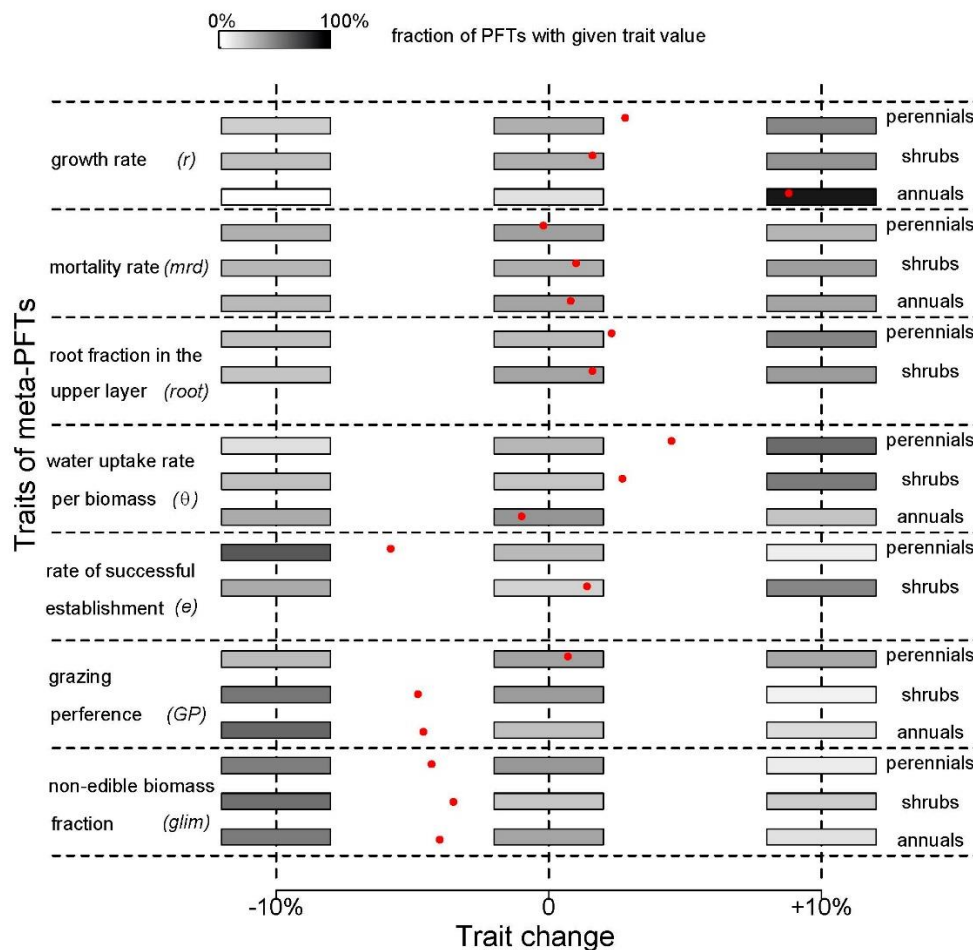 0% 100%
fraction of PFTs with given trait value
Traits of meta-PFTs
growth rate (r)
perennials
shrubs
annuals
mortality rate (mrd)
perennials
shrubs
annuals
root fraction in the
upper layer (root)
perennials
shrubs
water uptake rate
per biomass (θ)
perennials
shrubs
annuals
rate of successful
establishment (e)
perennials
shrubs
grazing
perference (GP)
perennials
shrubs
annuals
non-edible biomass
fraction (glim)
perennials
shrubs
annuals
-10% 0 +10%
Trait change